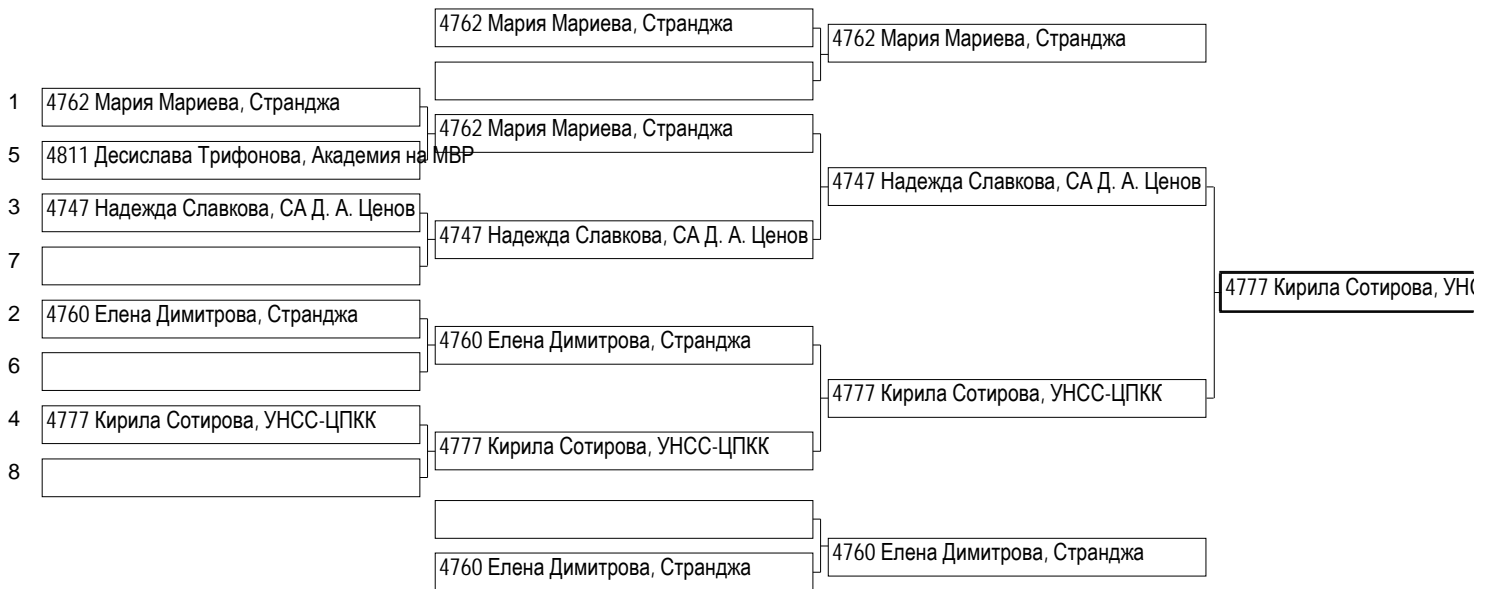 4762 Мария Мариева, Странджа
4762 Мария Мариева, Странджа
1 4762 Мария Мариева, Странджа
4762 Мария Мариева, Странджа
5 4811 Десислава Трифонова, Академия на МВР
4747 Надежда Славкова, СА Д. А. Ценов
3 4747 Надежда Славкова, СА Д. А. Ценов
4747 Надежда Славкова, СА Д. А. Ценов
7
4777 Кирила Сотирова,
2 4760 Елена Димитрова, Странджа
4760 Елена Димитрова, Странджа
6
4777 Кирила Сотирова, УНСС-ЦПКК
4 4777 Кирила Сотирова, УНСС-ЦПКК
4777 Кирила Сотирова, УНСС-ЦПКК
8
4760 Елена Димитрова, Странджа
4760 Елена Димитрова, Странджа